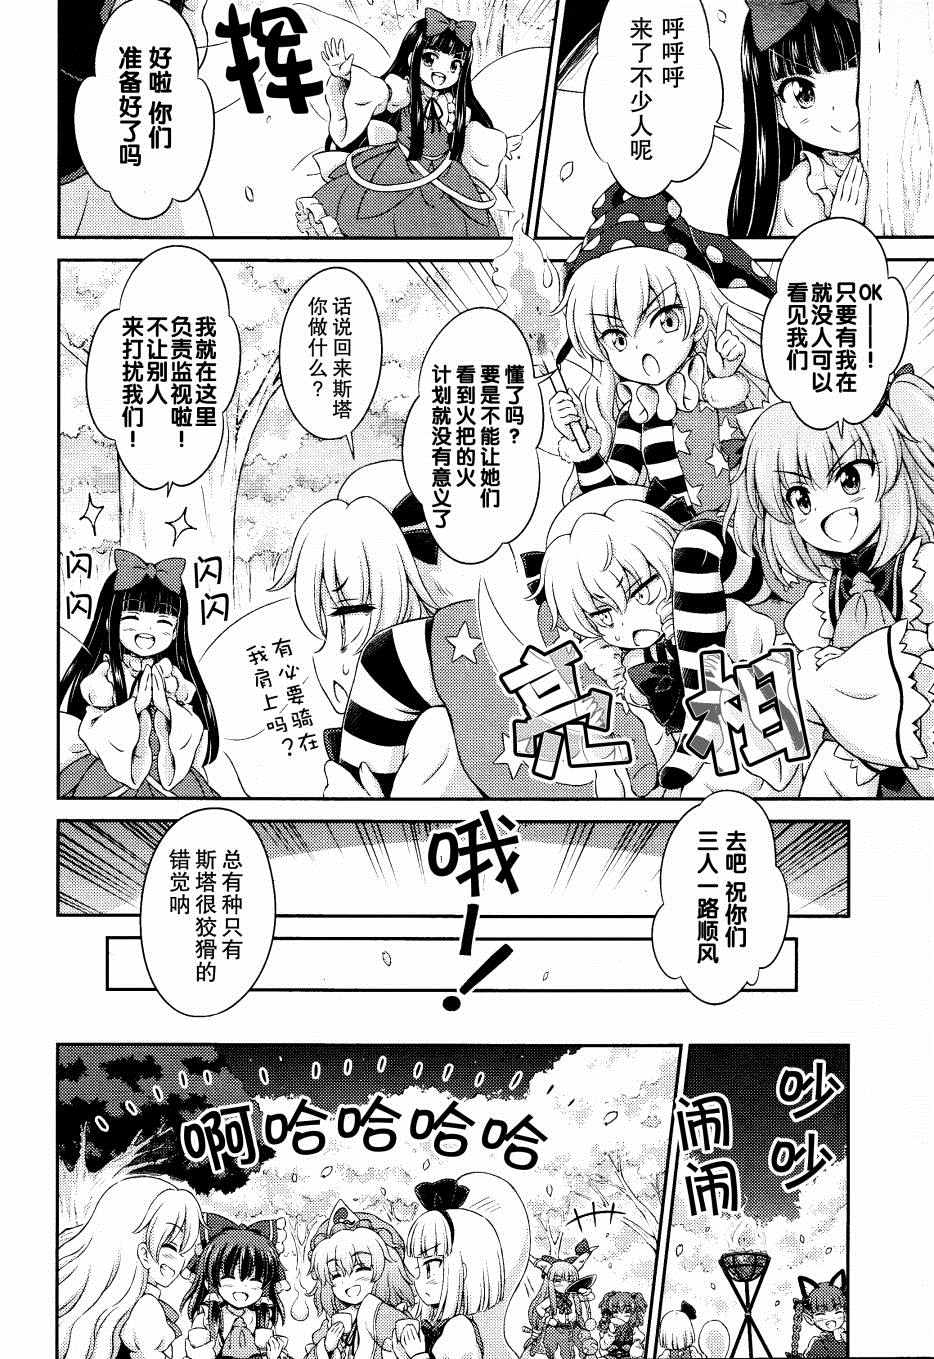 呼呼呼
来了不少人呢
挥
好啦 你们
准备好了吗
OK——！
只要有我在
就没人可以
看见我们
懂了吗？
要是不能让她们
看到火把的火
计划就没有意义了
话说回来斯塔
你做什么？
我就在这里
负责监视啦！
不让别人
来打扰我们！
闪
闪
闪
闪
有必要骑在
我肩上吗？
亮相
去吧 祝你们
三人一路顺风
哦—！
总有种只有
斯塔很狡猾的
错觉呐
吵
吵
闹
闹
啊哈哈哈哈